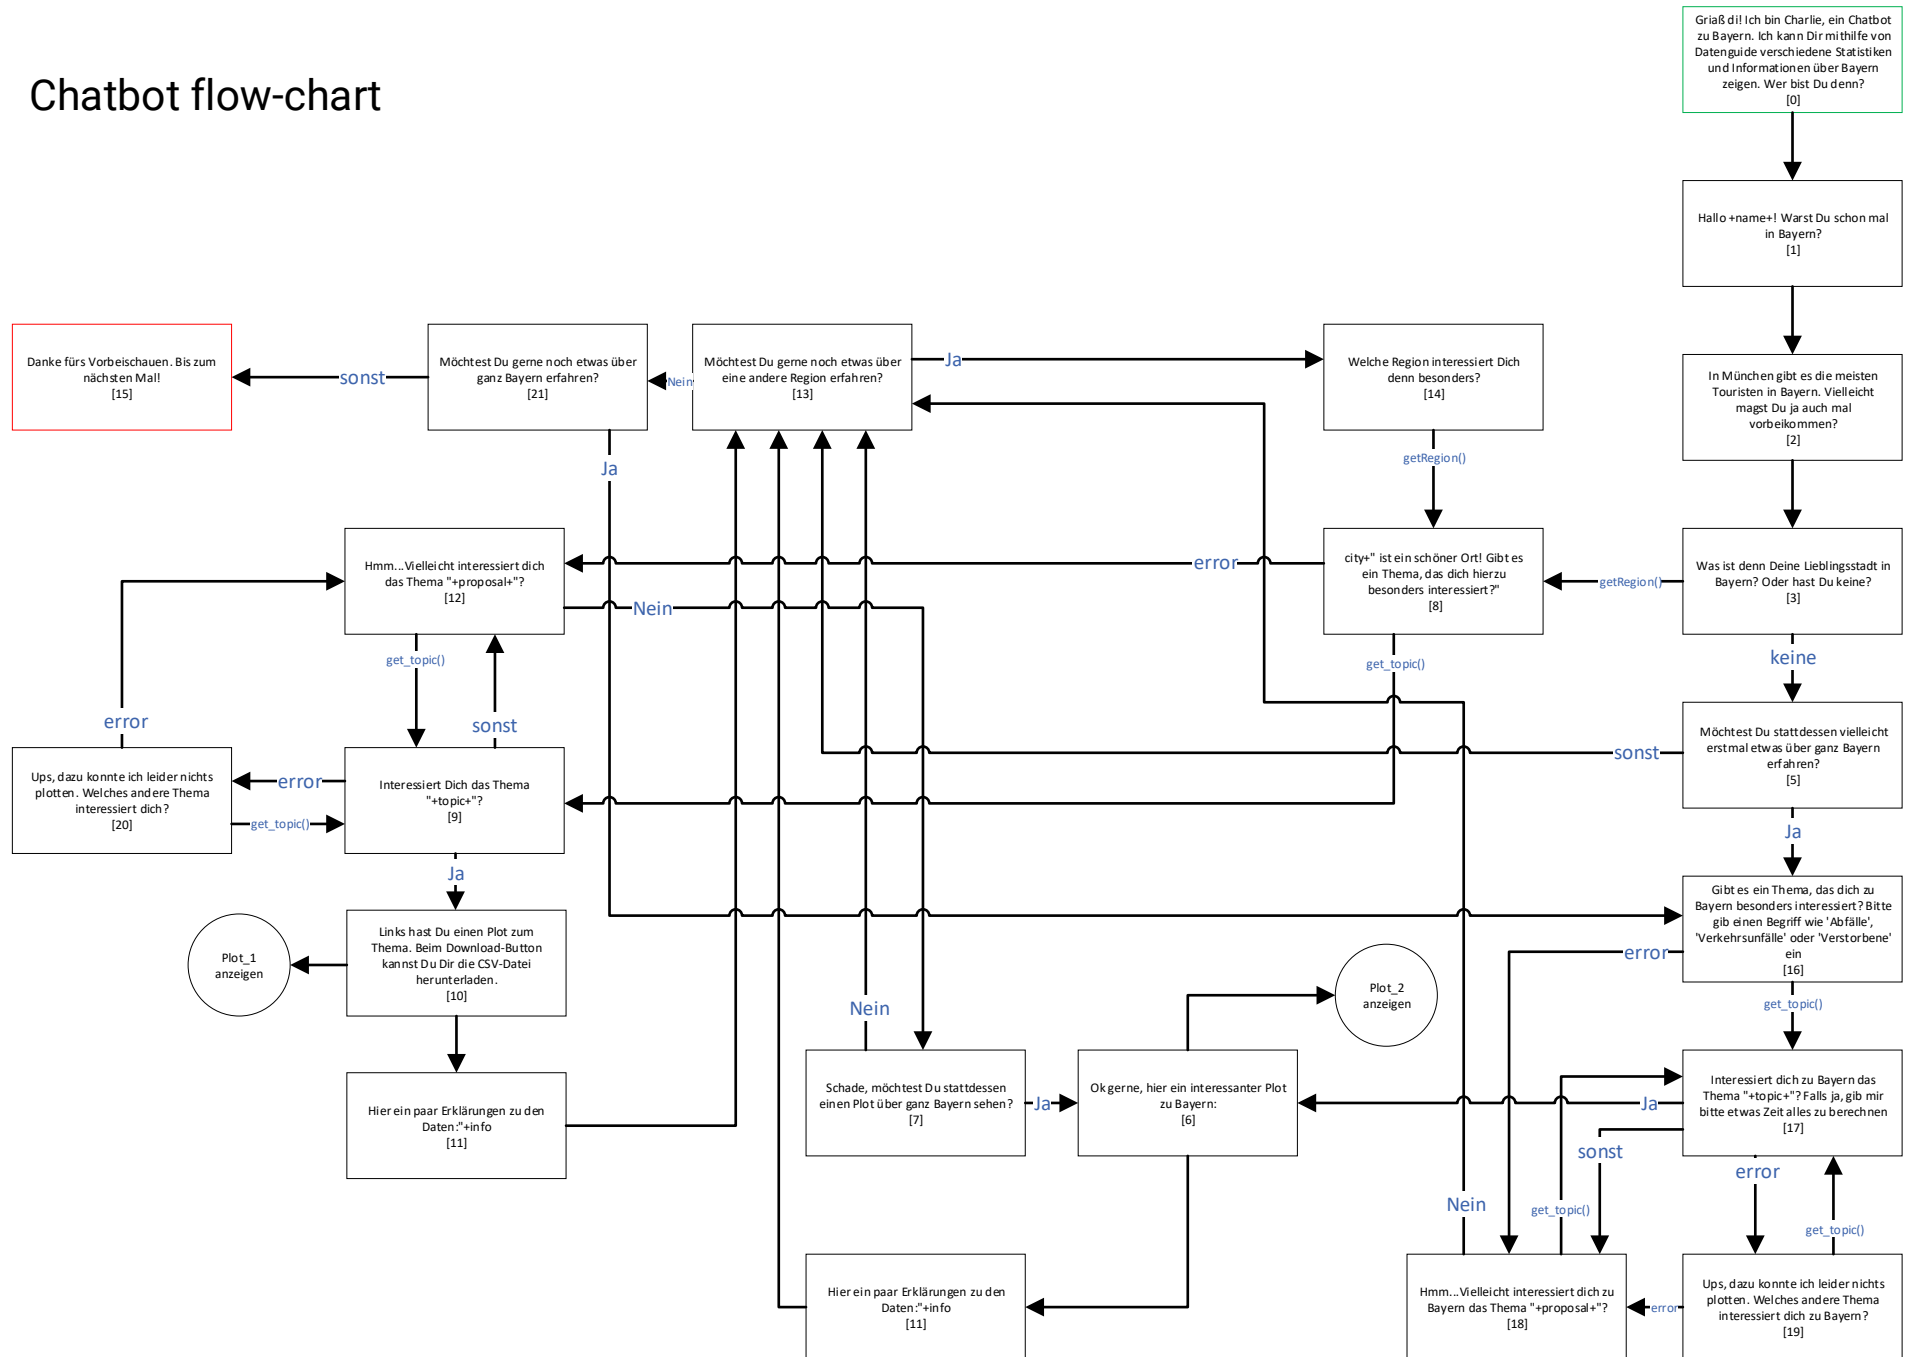 Chatbot flow-chart
Griaß di! Ich bin Charlie, ein Chatbot
zu Bayern. Ich kann Dir mithilfe von
Datenguide verschiedene Statistiken
und Informationen über Bayern
zeigen. Wer bist Du denn?
[0]
Hallo +name+! Warst Du schon mal
in Bayern?
[1]
In München gibt es die meisten
Touristen in Bayern. Vielleicht
magst Du ja auch mal
vorbeikommen?
[2]
Danke fürs Vorbeischauen. Bis zum
nächsten Mal!
[15]
sonst
Möchtest Du gerne noch etwas über
ganz Bayern erfahren?
[21]
Nein
Möchtest Du gerne noch etwas über
eine andere Region erfahren?
[13]
Ja
Welche Region interessiert Dich
denn besonders?
[14]
Ja
getRegion()
Hmm...Vielleicht interessiert dich
das Thema "+proposal+"?
[12]
error
city+" ist ein schöner Ort! Gibt es
ein Thema, das dich hierzu
besonders interessiert?"
[8]
getRegion()
Was ist denn Deine Lieblingsstadt in
Bayern? Oder hast Du keine?
[3]
Nein
get_topic()
get_topic()
keine
error
sonst
sonst
Möchtest Du stattdessen vielleicht
erstmal etwas über ganz Bayern
erfahren?
[5]
Ups, dazu konnte ich leider nichts
plotten. Welches andere Thema
interessiert dich?
[20]
error
get_topic()
Interessiert Dich das Thema
"+topic+"?
[9]
Ja
Ja
Plot_1
anzeigen
Links hast Du einen Plot zum
Thema. Beim Download-Button
kannst Du Dir die CSV-Datei
herunterladen.
[10]
Gibt es ein Thema, das dich zu
Bayern besonders interessiert? Bitte
gib einen Begriff wie 'Abfälle',
'Verkehrsunfälle' oder 'Verstorbene'
ein
[16]
error
Plot_2
anzeigen
Nein
get_topic()
Hier ein paar Erklärungen zu den
Daten:"+info
[11]
Schade, möchtest Du stattdessen
einen Plot über ganz Bayern sehen?
[7]
Ja
Ok gerne, hier ein interessanter Plot
zu Bayern:
[6]
Ja
Interessiert dich zu Bayern das
Thema "+topic+"? Falls ja, gib mir
bitte etwas Zeit alles zu berechnen
[17]
sonst
error
Nein
get_topic()
get_topic()
Hier ein paar Erklärungen zu den
Daten:"+info
[11]
Hmm...Vielleicht interessiert dich zu
Bayern das Thema "+proposal+"?
[18]
error
Ups, dazu konnte ich leider nichts
plotten. Welches andere Thema
interessiert dich zu Bayern?
[19]